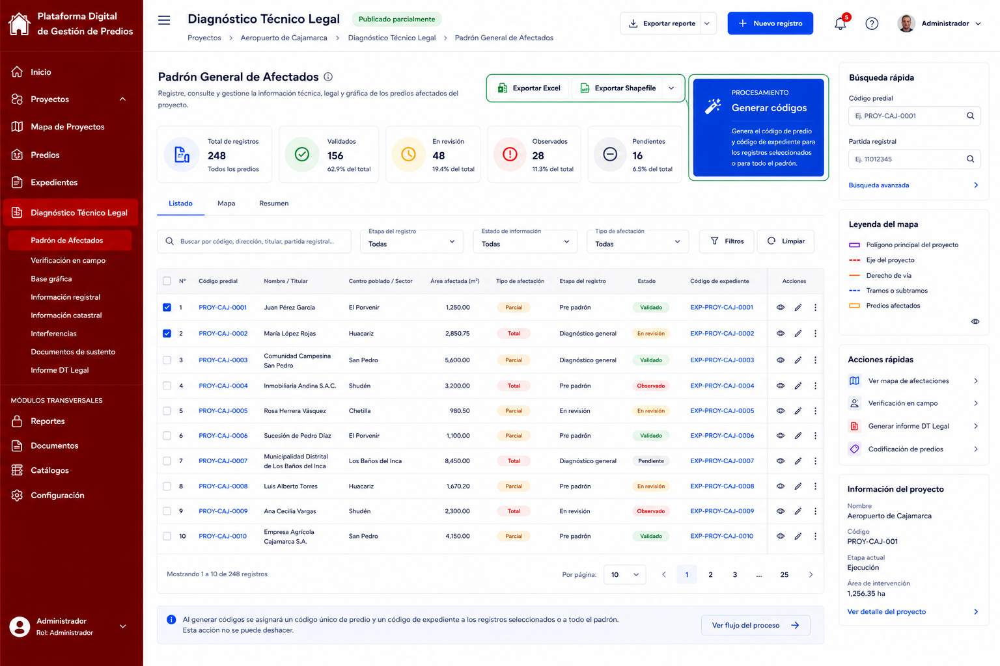 Plataforma Digital
de Gestión de Predios
Inicio
Proyectos
Mapa de Proyectos
Predios
Expedientes
Diagnóstico Técnico Legal
Padrón de Afectados
Verificación en campo
Base gráfica
Información registral
Información catastral
Interferencias
Documentos de sustento
Informe DT Legal
MÓDULOS TRANSVERSALES
Reportes
Documentos
Catálogos
Configuración
Administrador
Rol: Administrador
Diagnóstico Técnico Legal
Publicado parcialmente
Proyectos > Aeropuerto de Cajamarca > Diagnóstico Técnico Legal > Padrón General de Afectados
Exportar reporte
Nuevo registro
5
Administrador
Padrón General de Afectados
Registre, consulte y gestione la información técnica, legal y gráfica de los predios afectados del
proyecto.
Exportar Excel
Exportar Shapefile
PROCESAMIENTO
Generar códigos
Genera el código de predio
y código de expediente para
los registros seleccionados
o para todo el padrón.
Total de registros
248
Todos los predios
Validados
156
62.9% del total
En revisión
48
19.4% del total
Observados
28
11.3% del total
Pendientes
16
6.5% del total
Listado
Mapa
Resumen
Buscar por código, dirección, titular, partida registral...
Etapa del registro
Todas
Estado de información
Todas
Tipo de afectación
Todas
Filtros
Limpiar
N° Código predial Nombre / Titular Centro poblado / Sector Área afectada (m²) Tipo de afectación Etapa del registro Estado Código de expediente Acciones
1 PROY-CAJ-0001 Juan Pérez García El Porvenir 1,250.00 Parcial Pre padrón Validado EXP-PROY-CAJ-0001
2 PROY-CAJ-0002 María López Rojas Huacariz 2,850.75 Total Diagnóstico general En revisión EXP-PROY-CAJ-0002
3 PROY-CAJ-0003 Comunidad Campesina San Pedro San Pedro 5,600.00 Parcial Diagnóstico general Validado EXP-PROY-CAJ-0003
4 PROY-CAJ-0004 Inmobiliaria Andina S.A.C. Shudén 3,200.00 Total Pre padrón Observado EXP-PROY-CAJ-0004
5 PROY-CAJ-0005 Rosa Herrera Vásquez Chetilla 980.50 Parcial En revisión En revisión EXP-PROY-CAJ-0005
6 PROY-CAJ-0006 Sucesión de Pedro Díaz El Porvenir 1,100.00 Parcial Pre padrón Validado EXP-PROY-CAJ-0006
7 PROY-CAJ-0007 Municipalidad Distrital de Los Baños del Inca Los Baños del Inca 8,450.00 Total Diagnóstico general Pendiente EXP-PROY-CAJ-0007
8 PROY-CAJ-0008 Luis Alberto Torres Huacariz 1,670.20 Parcial Pre padrón En revisión EXP-PROY-CAJ-0008
9 PROY-CAJ-0009 Ana Cecilia Vargas Shudén 2,300.00 Total En revisión Observado EXP-PROY-CAJ-0009
10 PROY-CAJ-0010 Empresa Agrícola Cajamarca S.A. San Pedro 4,150.00 Parcial Pre padrón Validado EXP-PROY-CAJ-0010
Mostrando 1 a 10 de 248 registros
Por página: 10
1 2 3 ... 25
Al generar códigos se asignará un código único de predio y un código de expediente a los registros seleccionados o a todo el padrón.
Esta acción no se puede deshacer.
Ver flujo del proceso
Búsqueda rápida
Código predial
Ej. PROY-CAJ-0001
Partida registral
Ej. 11012345
Búsqueda avanzada
Leyenda del mapa
Polígono principal del proyecto
Eje del proyecto
Derecho de vía
Tramos o subtramos
Predios afectados
Acciones rápidas
Ver mapa de afectaciones
Verificación en campo
Generar informe DT Legal
Codificación de predios
Información del proyecto
Nombre
Aeropuerto de Cajamarca
Código
PROY-CAJ-001
Etapa actual
Ejecución
Área de intervención
1,256.35 ha
Ver detalle del proyecto